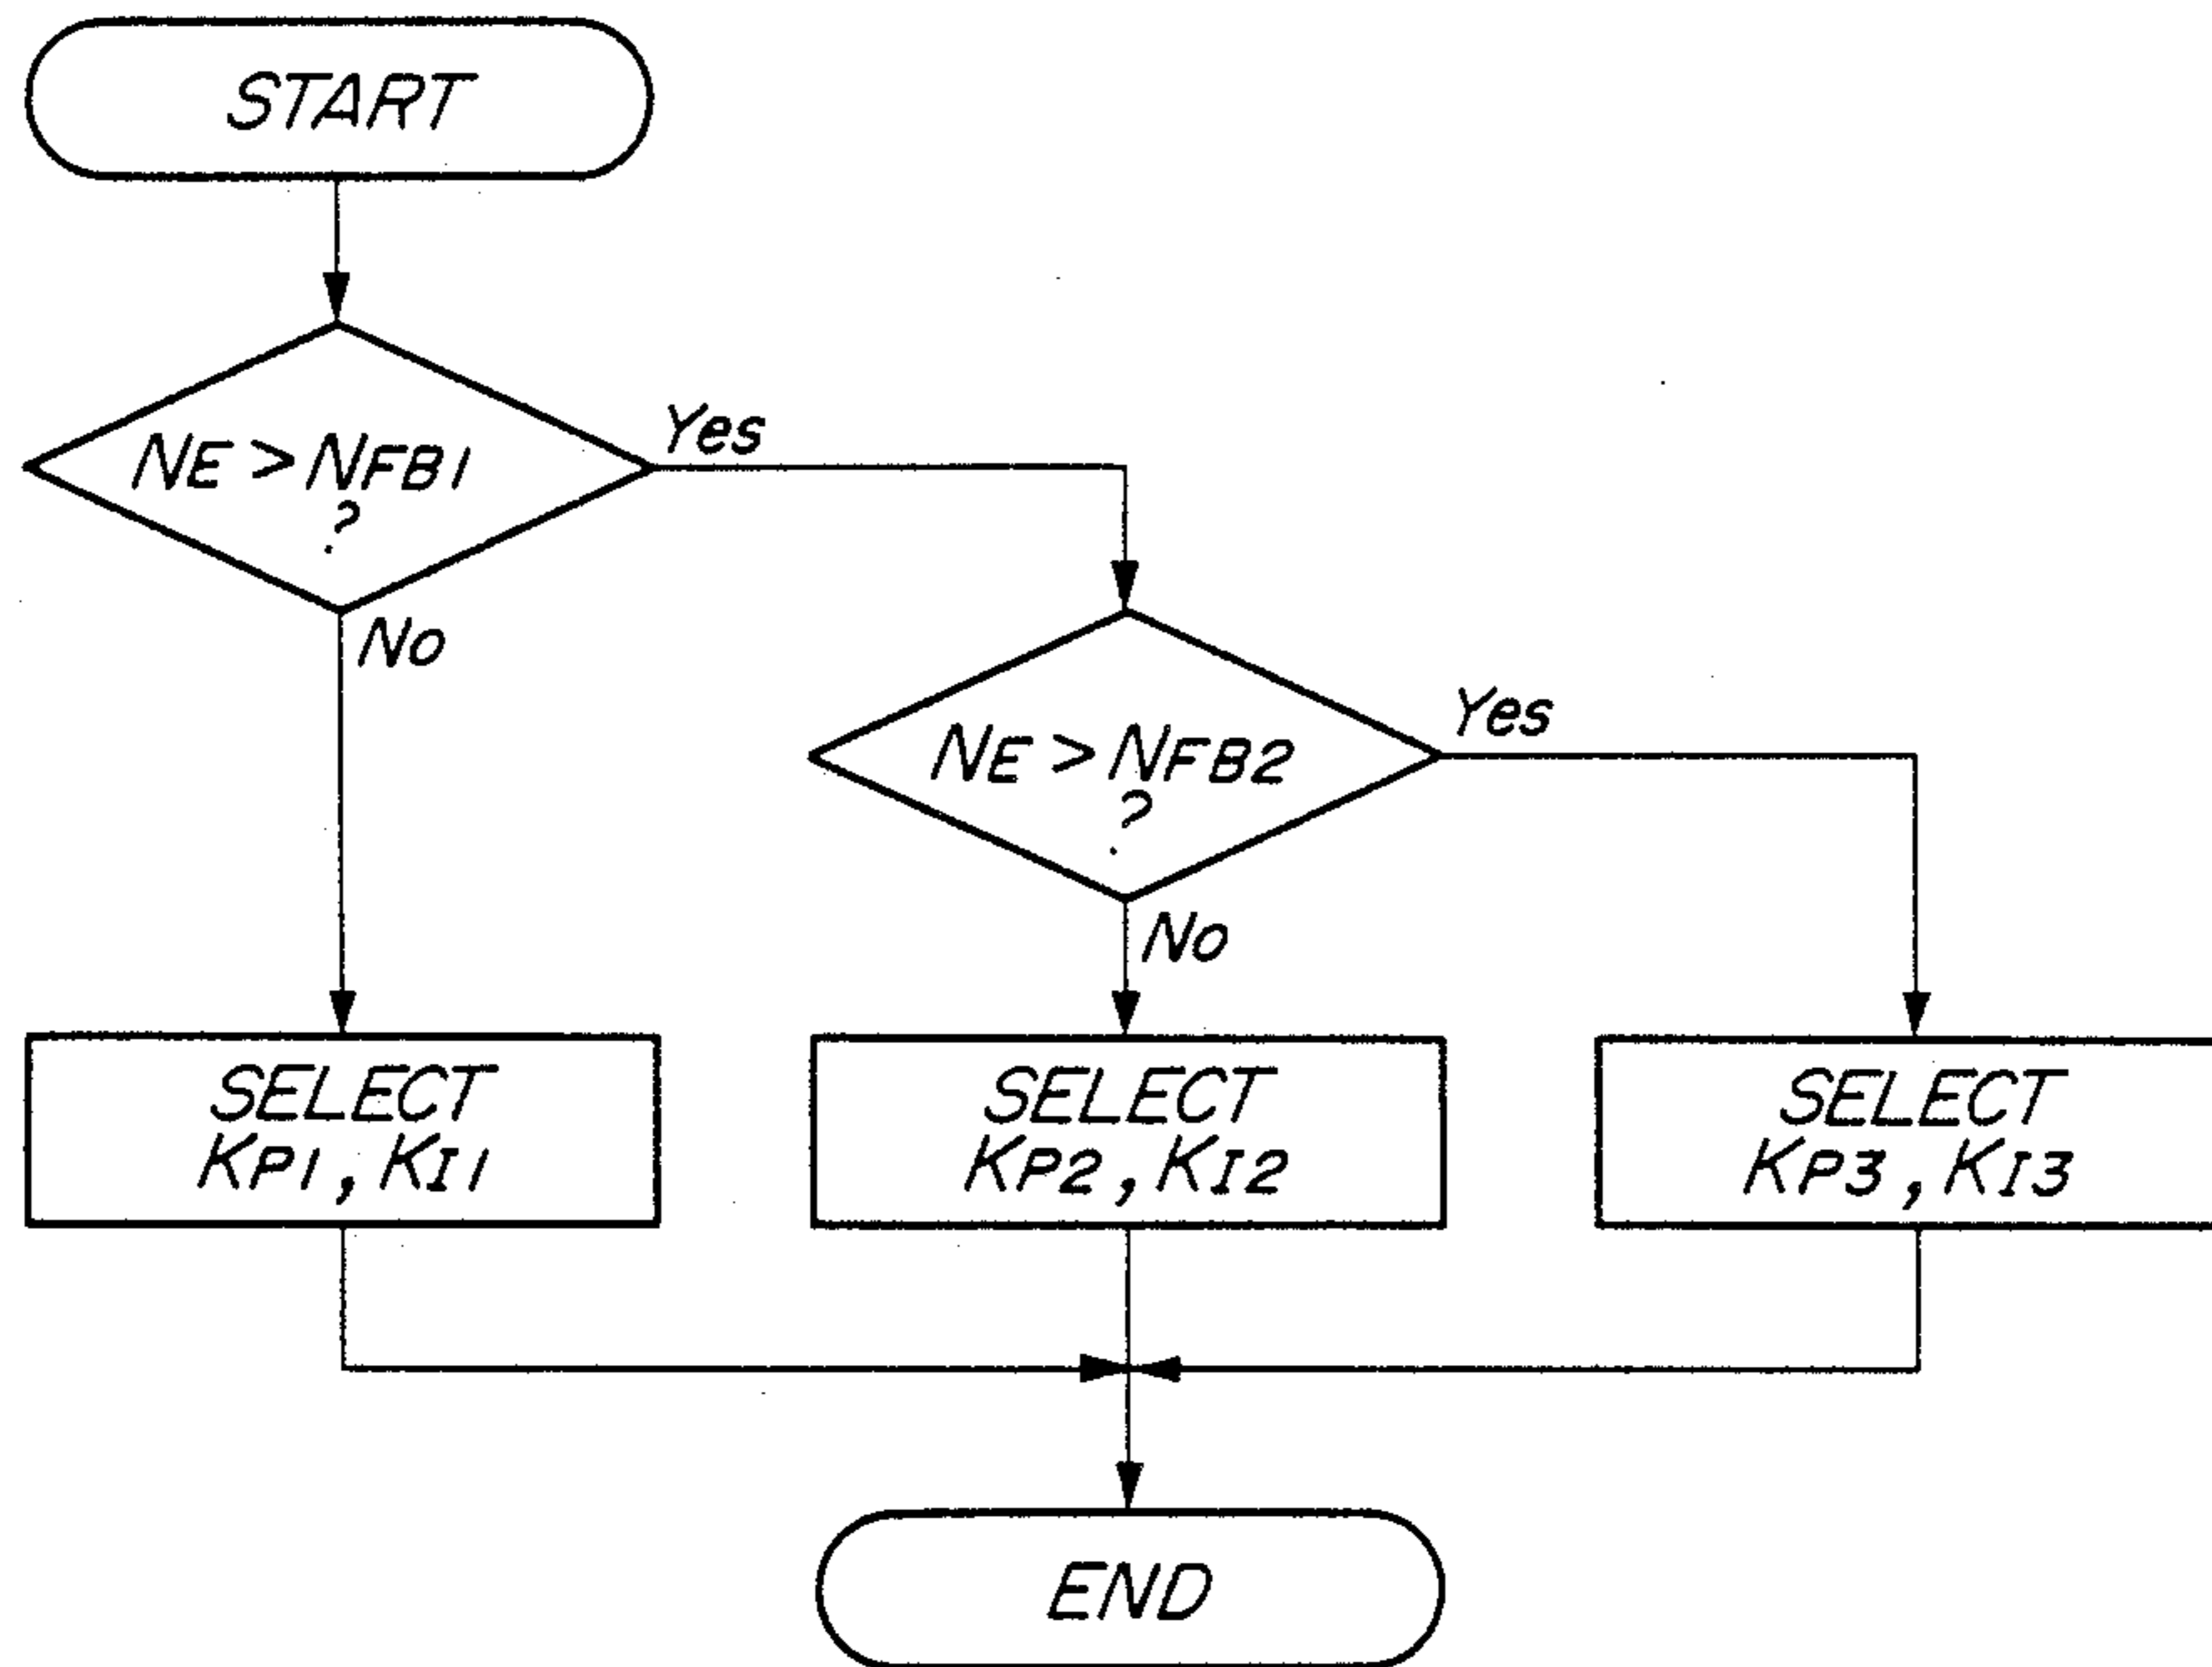 START
NE > NFB1
?
Yes
No
NE > NFB2
?
Yes
No
SELECT
KP1, KI1
SELECT
KP2, KI2
SELECT
KP3, KI3
END